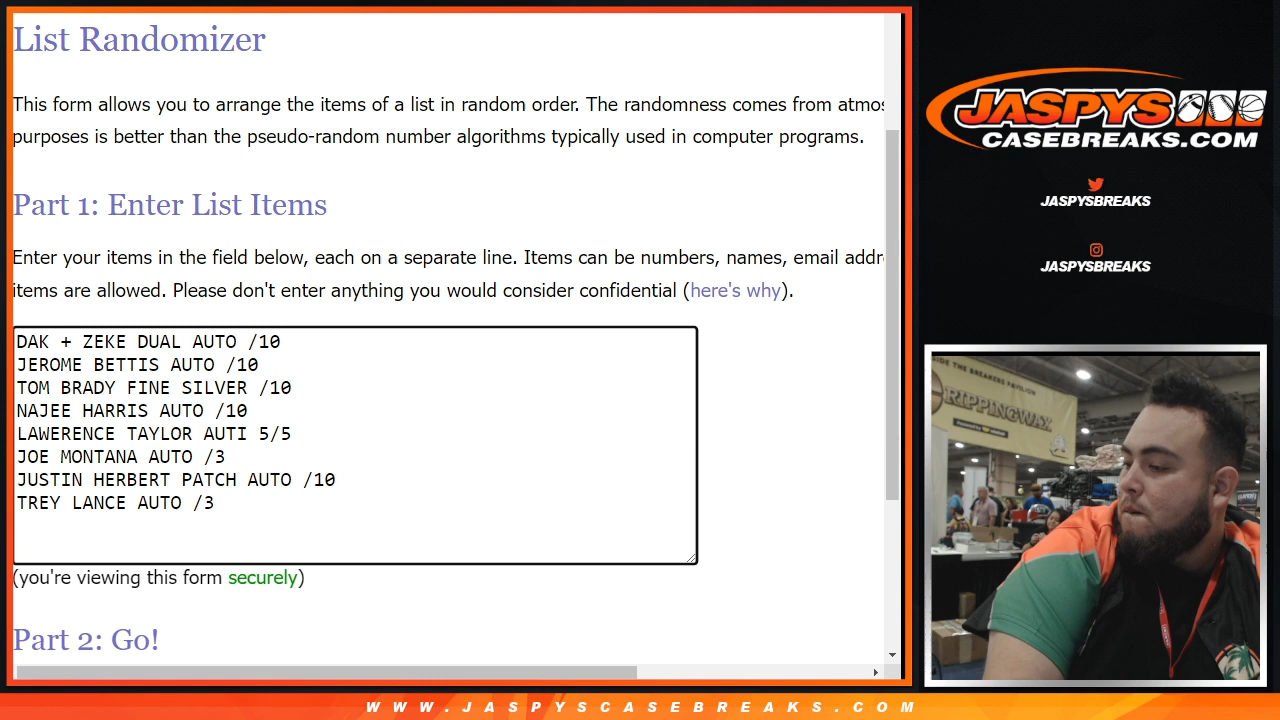 List Randomizer
This form allows you to arrange the items of a list in random order. The randomness comes from atmos
purposes is better than the pseudo-random number algorithms typically used in computer programs.
Part 1: Enter List Items
Enter your items in the field below, each on a separate line. Items can be numbers, names, email addr
items are allowed. Please don't enter anything you would consider confidential (here's why).
DAK + ZEKE DUAL AUTO /10
JEROME BETTIS AUTO /10
TOM BRADY FINE SILVER /10
NAJEE HARRIS AUTO /10
LAWERENCE TAYLOR AUTI 5/5
JOE MONTANA AUTO /3
JUSTIN HERBERT PATCH AUTO /10
TREY LANCE AUTO /3
(you're viewing this form securely)
Part 2: Go!
JASPYS
CASEBREAKS.COM
JASPYSBREAKS
JASPYSBREAKS
THE BREAKERS PAVILION
RIPPINGWAX
WWW.JASPYSCASEBREAKS.COM